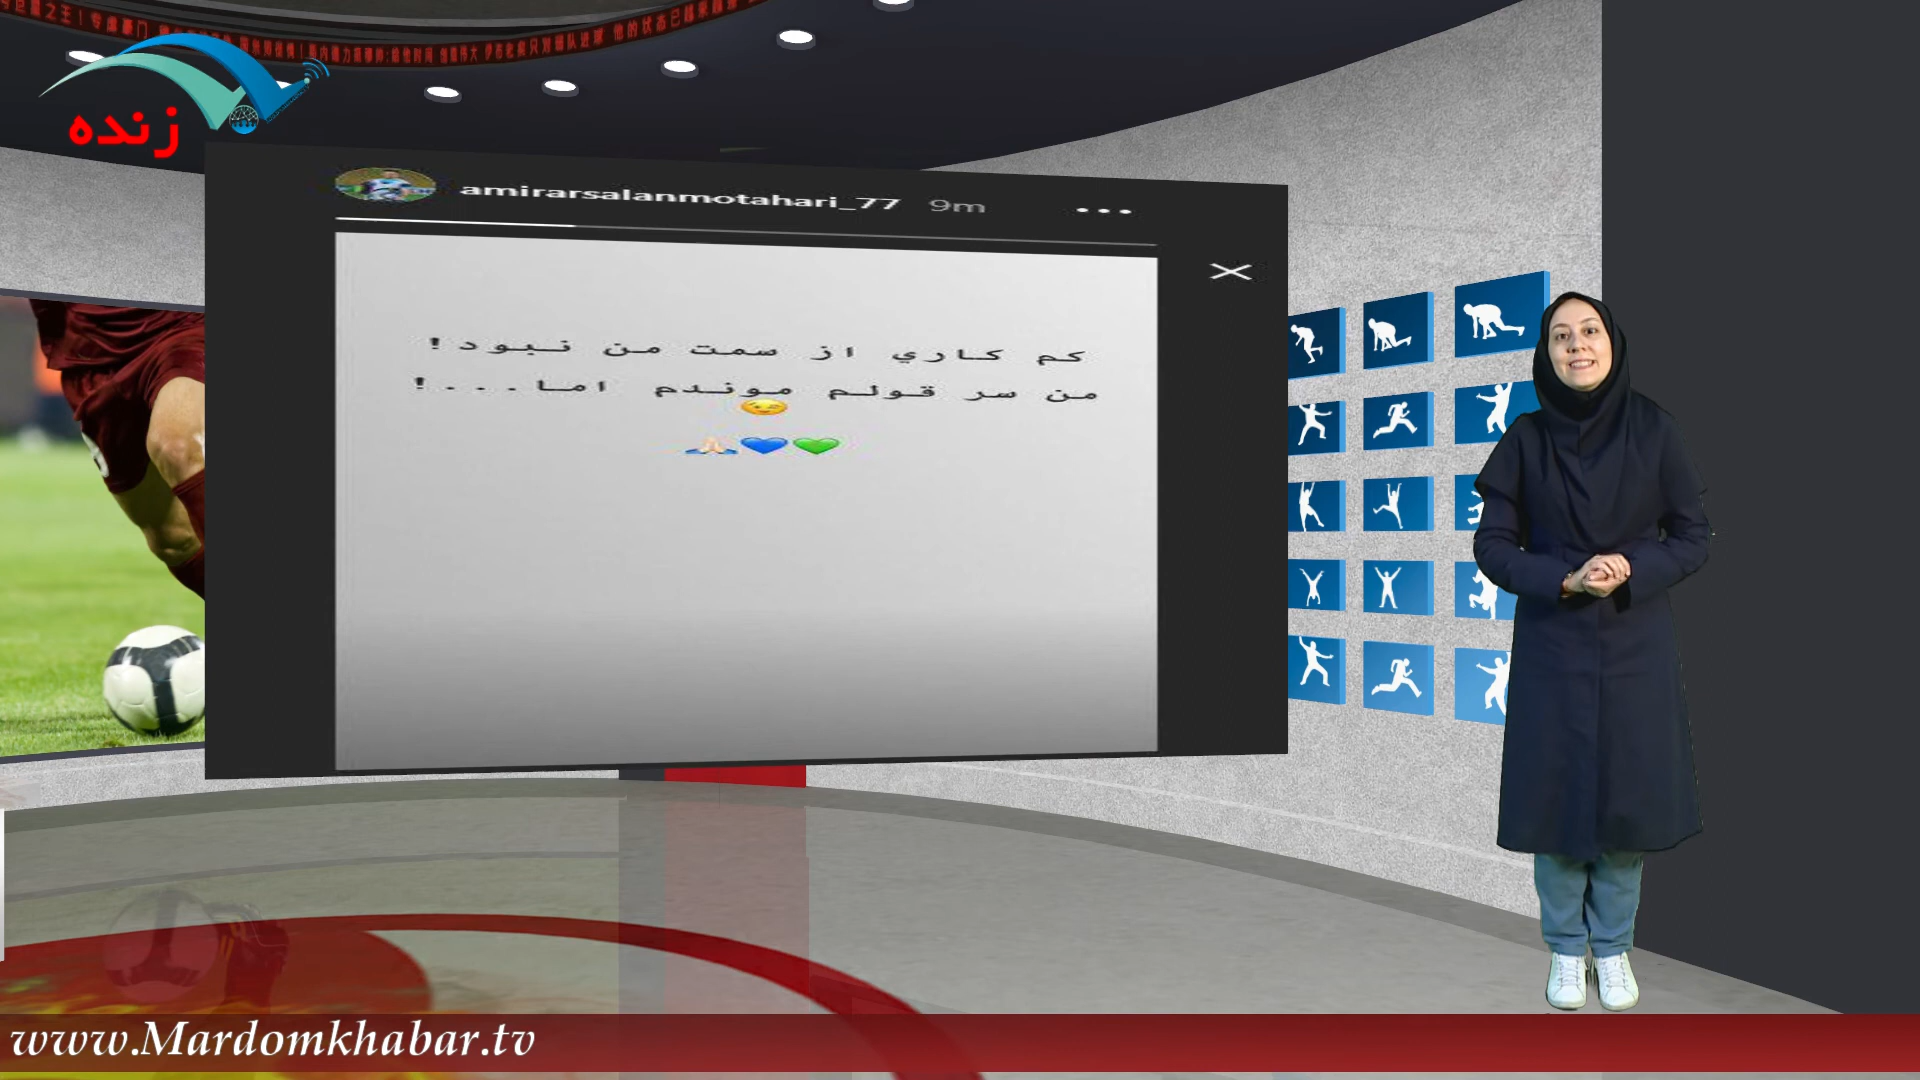 زنده
amirarsalanmotahari_77 9m
کم کاري از سمت من نبود!
من سر قولم موندم اما...!
www.Mardomkhabar.tv